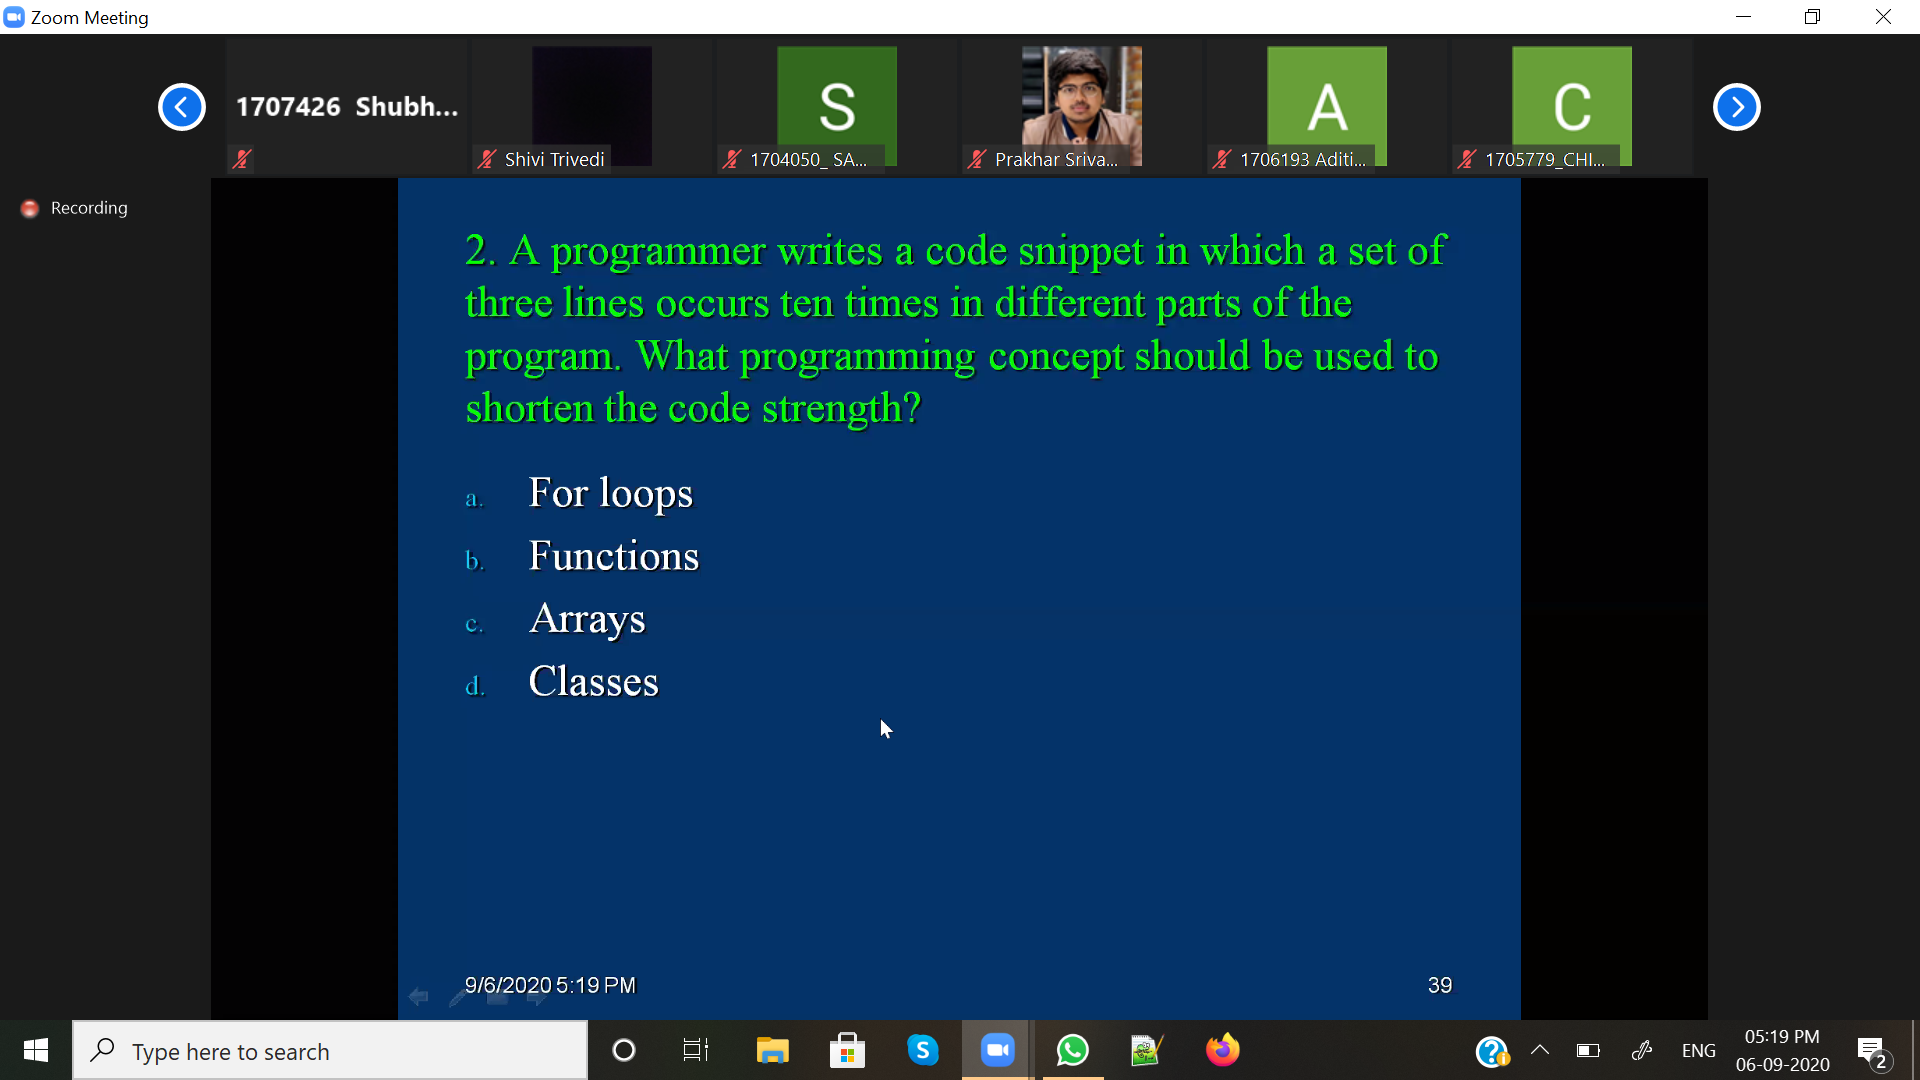 Zoom Meeting
1707426 Shubh...
S
A
C
Shivi Trivedi
1704050_ SA...
Prakhar Sriva...
1706193 Aditi...
1705779_CHI...
Recording
2. A programmer writes a code snippet in which a set of
three lines occurs ten times in different parts of the
program. What programming concept should be used to
shorten the code strength?
a. For loops
b. Functions
c. Arrays
d. Classes
9/6/2020 5:19 PM
39
Type here to search
S
ENG
05:19 PM
06-09-2020
2